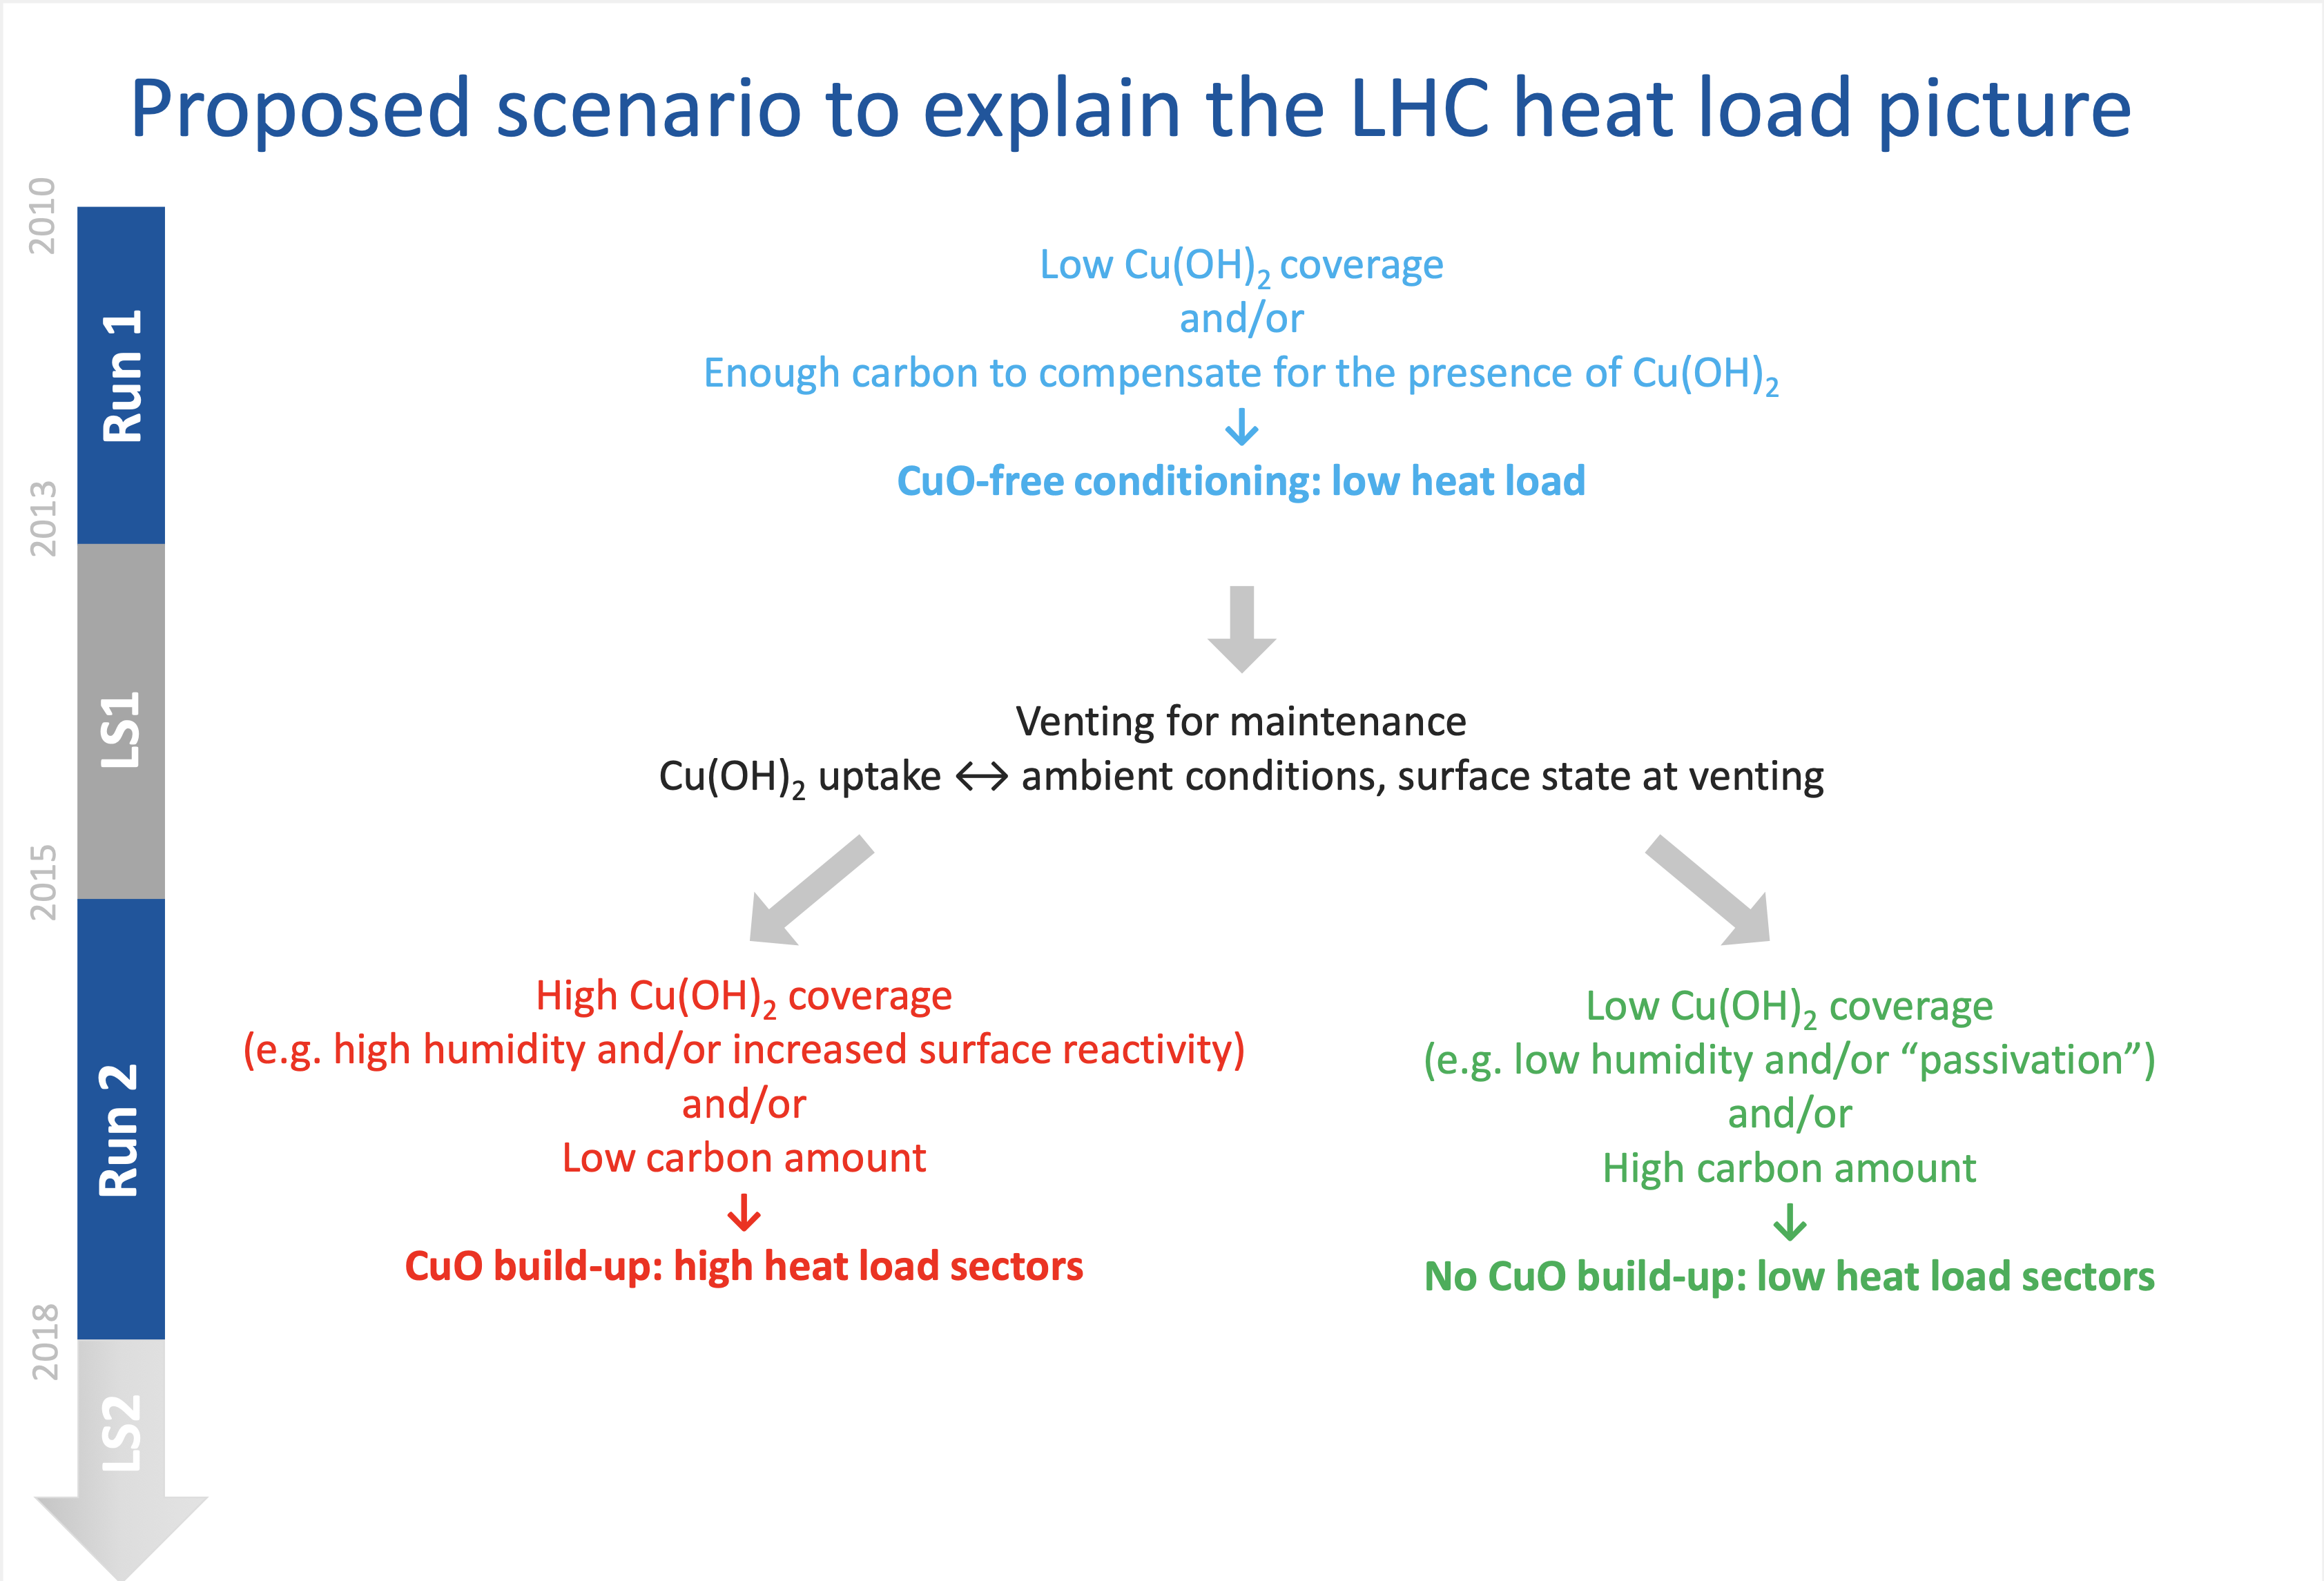 Proposed scenario to explain the LHC heat load picture
2010
Run 1
Low Cu(OH)₂ coverage
and/or
Enough carbon to compensate for the presence of Cu(OH)₂
↓
CuO-free conditioning: low heat load
2013
LS1
Venting for maintenance
Cu(OH)₂ uptake ↔ ambient conditions, surface state at venting
2015
Run 2
High Cu(OH)₂ coverage
(e.g. high humidity and/or increased surface reactivity)
and/or
Low carbon amount
↓
CuO build-up: high heat load sectors
Low Cu(OH)₂ coverage
(e.g. low humidity and/or “passivation”)
and/or
High carbon amount
↓
No CuO build-up: low heat load sectors
2018
LS2